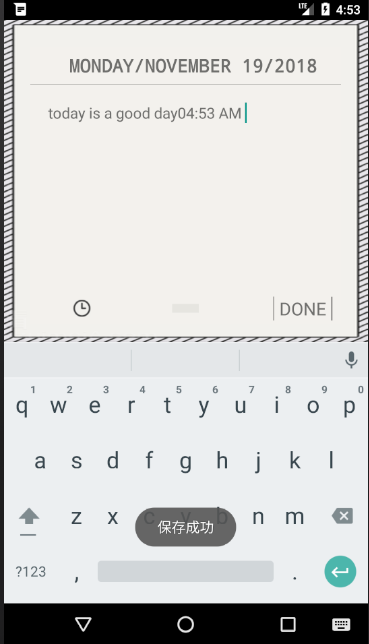 LTE 4:53
MONDAY/NOVEMBER 19/2018
today is a good day04:53 AM
DONE
1 2 3 4 5 6 7 8 9 0
q w e r t y u i o p
a s d f g h j k l
z x c v b n m
保存成功
?123 , .